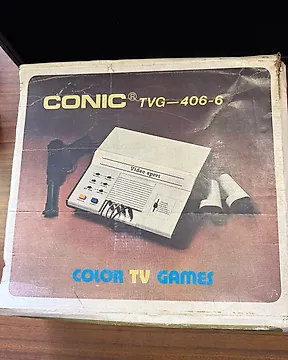 CONIC® TVG—406-6
Video sport
COLOR TV GAMES